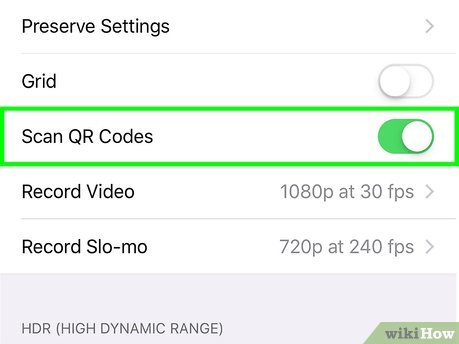 Preserve Settings
Grid
Scan QR Codes
Record Video 1080p at 30 fps
Record Slo-mo 720p at 240 fps
HDR (HIGH DYNAMIC RANGE)
wikiHow